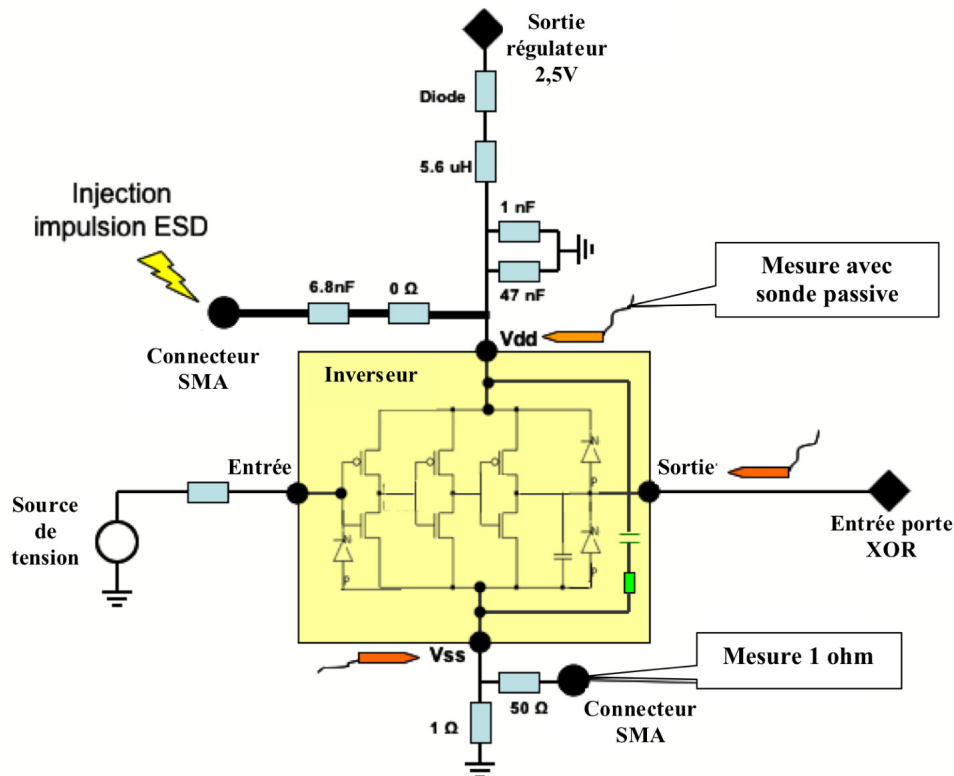 Sortie
régulateur
2,5V
Diode
5.6 uH
Injection
impulsion ESD
1 nF
47 nF
6.8nF
0 Ω
Mesure avec
sonde passive
Connecteur
SMA
Vdd
Inverseur
Entrée
Sortie
N
N
P
N
P
P
Source
de
tension
Entrée porte
XOR
Vss
Mesure 1 ohm
50 Ω
1 Ω
Connecteur
SMA